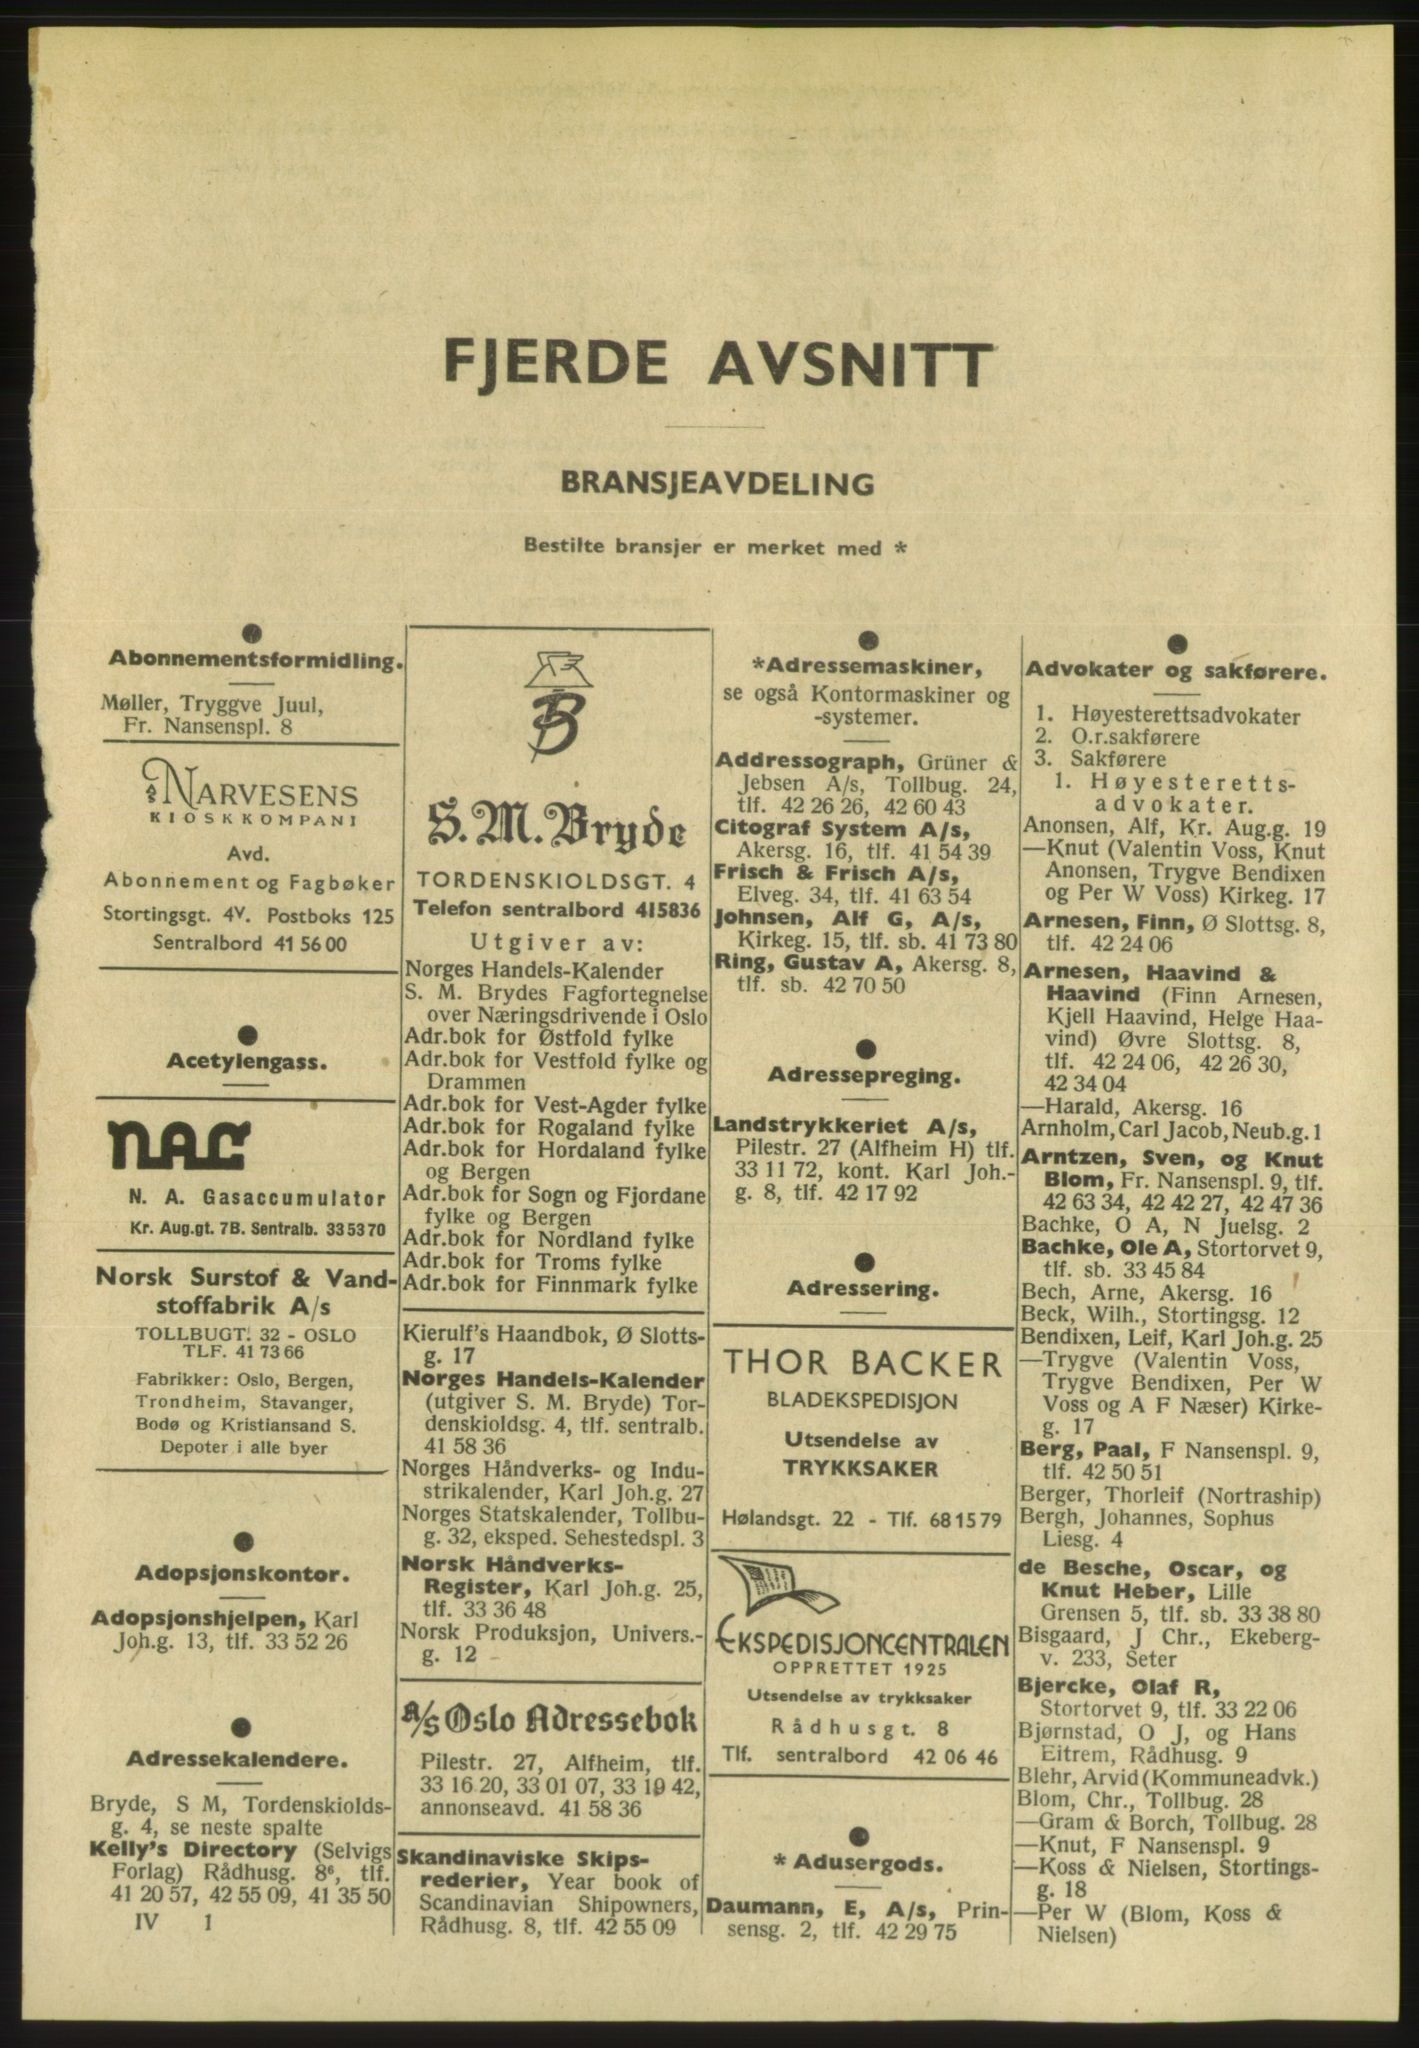 FJERDE AVSNITT
BRANSJEAVDELING
Bestilte bransjer er merket med *
Abonnementsformidling.
Møller, Tryggve Juul,
Fr. Nansenspl. 8
A/S NARVESENS
KIOSKKOMPANI
Avd.
Abonnement og Fagbøker
Stortingsgt. 4V. Postboks 125
Sentralbord 41 56 00
Acetylengass.
NAG
N. A. Gasaccumulator
Kr. Aug.gt. 7B. Sentralb. 33 53 70
Norsk Surstof & Vand-
stoffabrik A/s
TOLLBUGT. 32 - OSLO
TLF. 41 73 66
Fabrikker: Oslo, Bergen,
Trondheim, Stavanger,
Bodø og Kristiansand S.
Depoter i alle byer
Adopsjonskontor.
Adopsjonshjelpen, Karl
Joh.g. 13, tlf. 33 52 26
Adressekalendere.
Bryde, S M, Tordenskiolds-
g. 4, se neste spalte
Kelly's Directory (Selvigs
Forlag) Rådhusg. 8⁶, tlf.
41 20 57, 42 55 09, 41 35 50
IV 1
B
S. M. Bryde
TORDENSKIOLDSGT. 4
Telefon sentralbord 415836
Utgiver av:
Norges Handels-Kalender
S. M. Brydes Fagfortegnelse
over Næringsdrivende i Oslo
Adr.bok for Østfold fylke
Adr.bok for Vestfold fylke og
Drammen
Adr.bok for Vest-Agder fylke
Adr.bok for Rogaland fylke
Adr.bok for Hordaland fylke
og Bergen
Adr.bok for Sogn og Fjordane
fylke og Bergen
Adr.bok for Nordland fylke
Adr.bok for Troms fylke
Adr.bok for Finnmark fylke
Kierulf's Haandbok, Ø Slotts-
g. 17
Norges Handels-Kalender
(utgiver S. M. Bryde) Tor-
denskioldsg. 4, tlf. sentralb.
41 58 36
Norges Håndverks- og Indu-
strikalender, Karl Joh.g. 27
Norges Statskalender, Tollbu-
g. 32, eksped. Sehestedspl. 3
Norsk Håndverks-
Register, Karl Joh.g. 25,
tlf. 33 36 48
Norsk Produksjon, Univers.-
g. 12
A/S Oslo Adressebok
Pilestr. 27, Alfheim, tlf.
33 16 20, 33 01 07, 33 19 42,
annonseavd. 41 58 36
Skandinaviske Skips-
rederier, Year book of
Scandinavian Shipowners,
Rådhusg. 8, tlf. 42 55 09
*Adressemaskiner,
se også Kontormaskiner og
-systemer.
Addressograph, Grüner &
Jebsen A/s, Tollbug. 24,
tlf. 42 26 26, 42 60 43
Citograf System A/s,
Akersg. 16, tlf. 41 54 39
Frisch & Frisch A/s,
Elveg. 34, tlf. 41 63 54
Johnsen, Alf G, A/s,
Kirkeg. 15, tlf. sb. 41 73 80
Ring, Gustav A, Akersg. 8,
tlf. sb. 42 70 50
Adressepreging.
Landstrykkeriet A/s,
Pilestr. 27 (Alfheim H) tlf.
33 11 72, kont. Karl Joh.-
g. 8, tlf. 42 17 92
Adressering.
THOR BACKER
BLADEKSPEDISJON
Utsendelse av
TRYKKSAKER
Hølandsgt. 22 - Tlf. 68 15 79
EKSPEDISJONCENTRALEN
OPPRETTET 1925
Utsendelse av trykksaker
Rådhusgt. 8
Tlf. sentralbord 42 06 46
* Adusergods.
Daumann, E, A/s, Prin-
sensg. 2, tlf. 42 29 75
Advokater og sakførere.
1. Høyesterettsadvokater
2. O.r.sakførere
3. Sakførere
1. Høyesteretts-
advokater.
Anonsen, Alf, Kr. Aug.g. 19
—Knut (Valentin Voss, Knut
Anonsen, Trygve Bendixen
og Per W Voss) Kirkeg. 17
Arnesen, Finn, Ø Slottsg. 8,
tlf. 42 24 06
Arnesen, Haavind &
Haavind (Finn Arnesen,
Kjell Haavind, Helge Haa-
vind) Øvre Slottsg. 8,
tlf. 42 24 06, 42 26 30,
42 34 04
—Harald, Akersg. 16
Arnholm, Carl Jacob, Neub.g. 1
Arntzen, Sven, og Knut
Blom, Fr. Nansenspl. 9, tlf.
42 63 34, 42 42 27, 42 47 36
Bachke, O A, N Juelsg. 2
Bachke, Ole A, Stortorvet 9,
tlf. sb. 33 45 84
Bech, Arne, Akersg. 16
Beck, Wilh., Stortingsg. 12
Bendixen, Leif, Karl Joh.g. 25
—Trygve (Valentin Voss,
Trygve Bendixen, Per W
Voss og A F Næser) Kirke-
g. 17
Berg, Paal, F Nansenspl. 9,
tlf. 42 50 51
Berger, Thorleif (Nortraship)
Bergh, Johannes, Sophus
Liesg. 4
de Besche, Oscar, og
Knut Heber, Lille
Grensen 5, tlf. sb. 33 38 80
Bisgaard, J Chr., Ekeberg-
v. 233, Seter
Bjercke, Olaf R,
Stortorvet 9, tlf. 33 22 06
Bjørnstad, O J, og Hans
Eitrem, Rådhusg. 9
Blehr, Arvid (Kommuneadvk.)
Blom, Chr., Tollbug. 28
—Gram & Borch, Tollbug. 28
—Knut, F Nansenspl. 9
—Koss & Nielsen, Stortings-
g. 18
—Per W (Blom, Koss &
Nielsen)